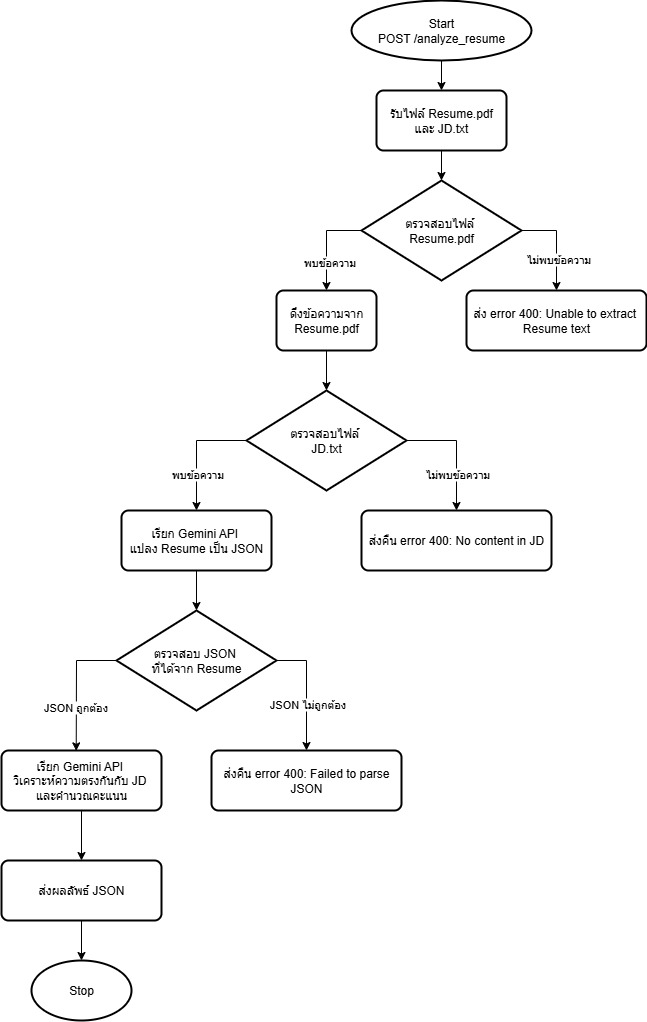 Start
POST /analyze_resume
รับไฟล์ Resume.pdf
และ JD.txt
ตรวจสอบไฟล์
Resume.pdf
พบข้อความ
ไม่พบข้อความ
ดึงข้อความจาก
Resume.pdf
ส่ง error 400: Unable to extract
Resume text
ตรวจสอบไฟล์
JD.txt
พบข้อความ
ไม่พบข้อความ
เรียก Gemini API
แปลง Resume เป็น JSON
ส่งคืน error 400: No content in JD
ตรวจสอบ JSON
ที่ได้จาก Resume
JSON ถูกต้อง
JSON ไม่ถูกต้อง
เรียก Gemini API
วิเคราะห์ความตรงกันกับ JD
และคำนวณคะแนน
ส่งคืน error 400: Failed to parse
JSON
ส่งผลลัพธ์ JSON
Stop